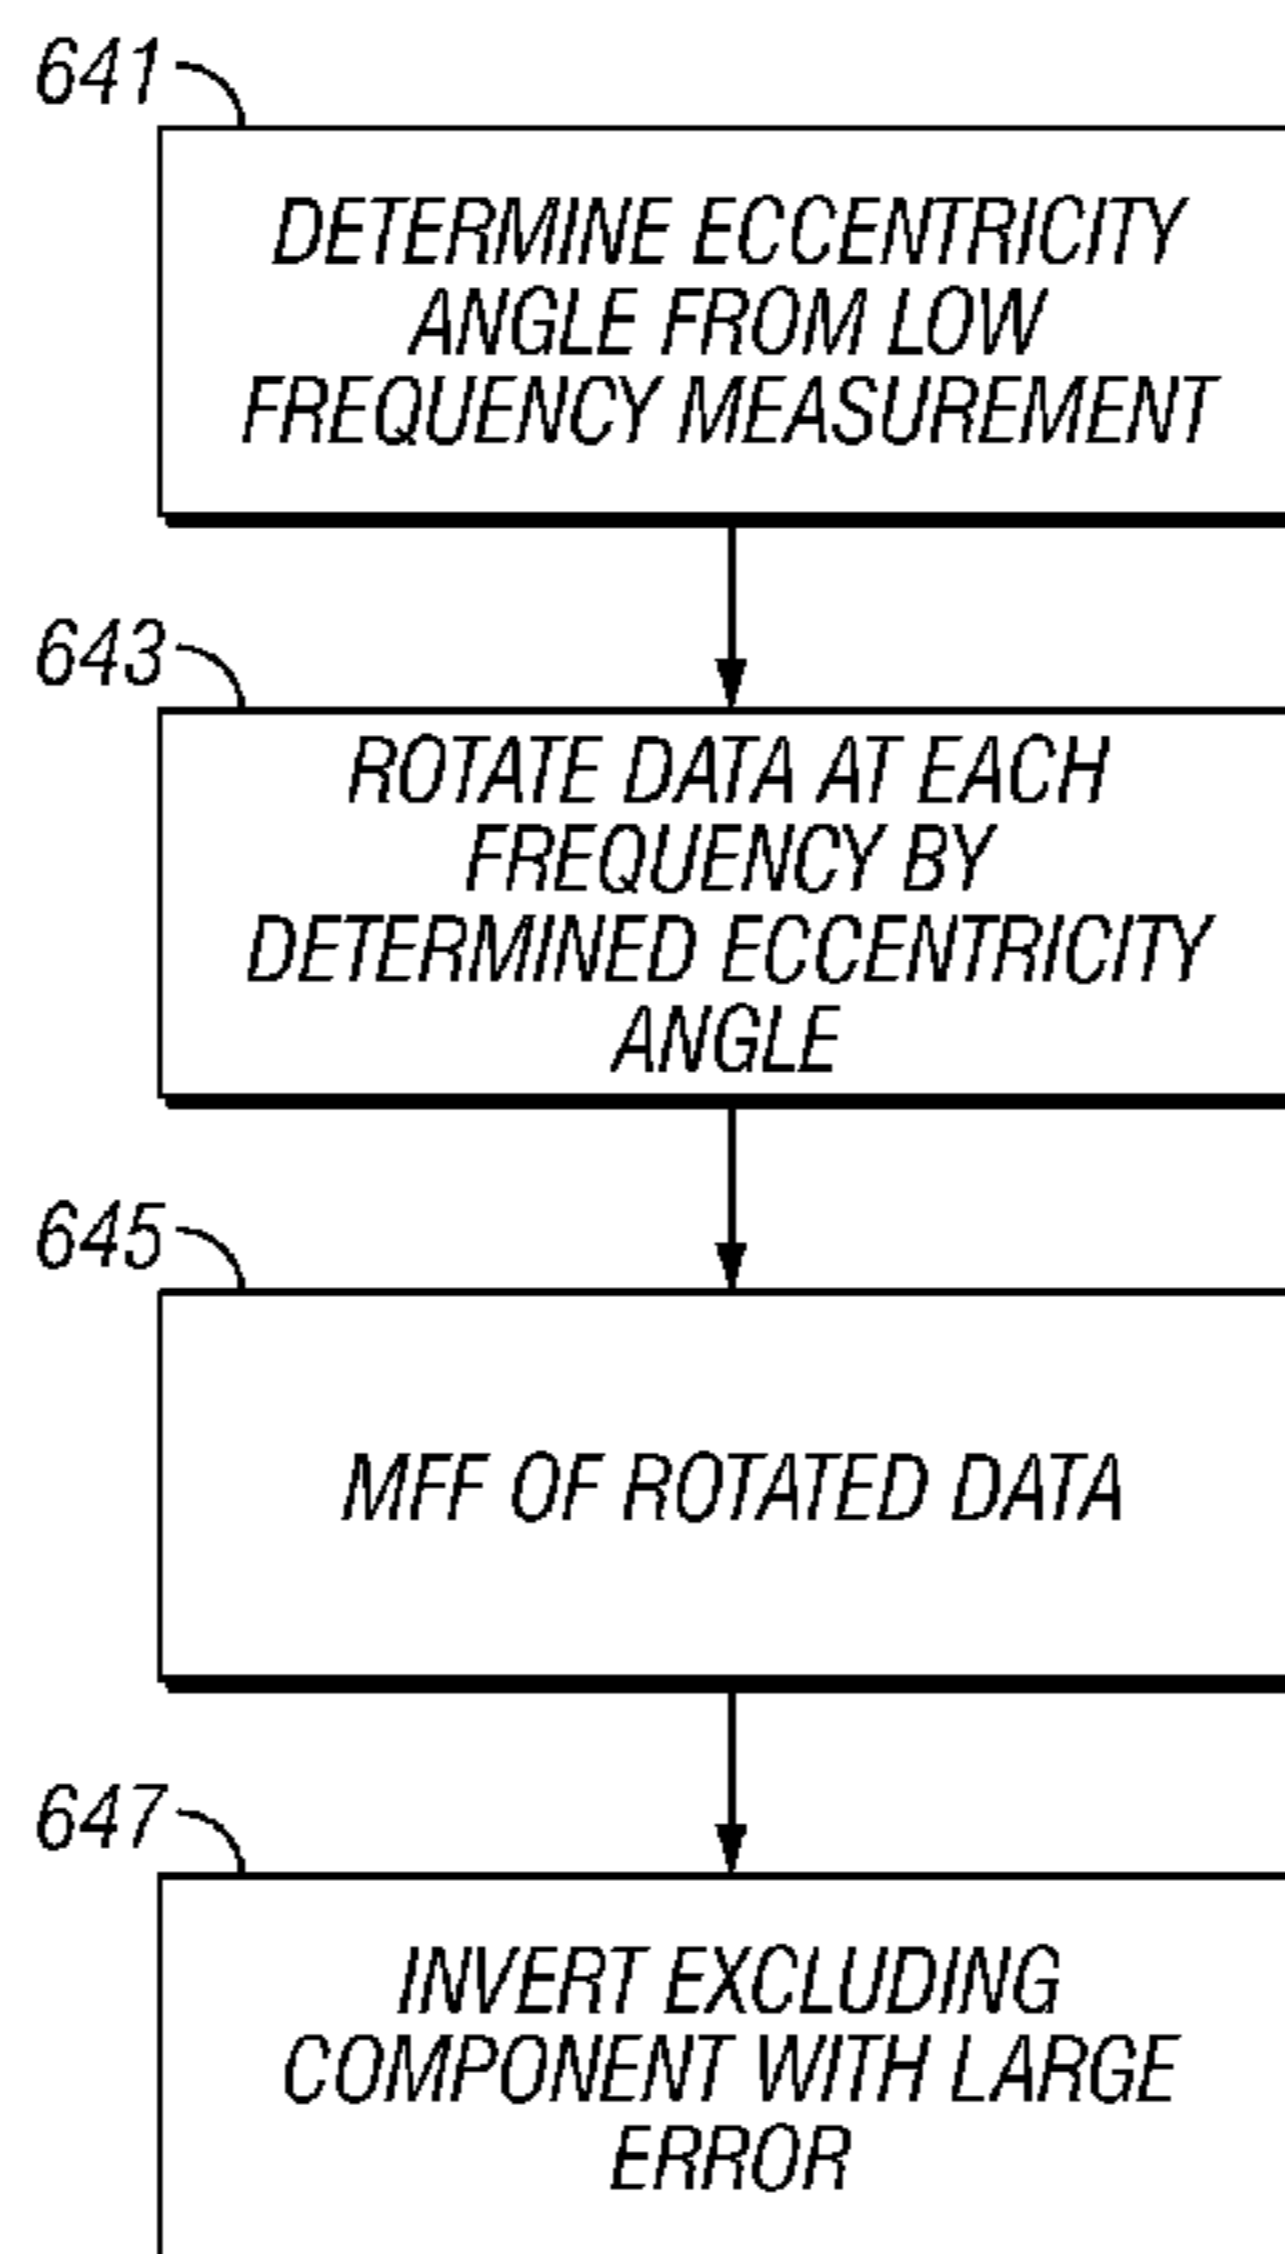 641
DETERMINE ECCENTRICITY
ANGLE FROM LOW
FREQUENCY MEASUREMENT
643
ROTATE DATA AT EACH
FREQUENCY BY
DETERMINED ECCENTRICITY
ANGLE
645
MFF OF ROTATED DATA
647
INVERT EXCLUDING
COMPONENT WITH LARGE
ERROR